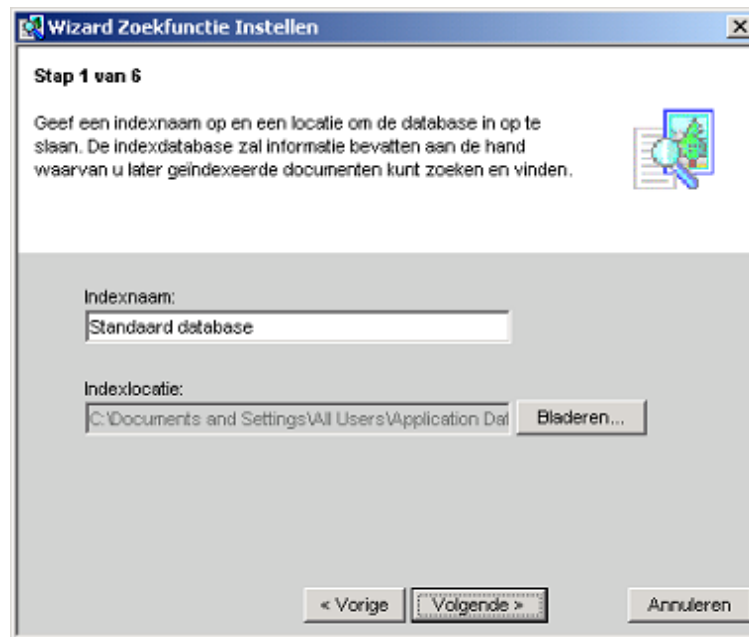 Wizard Zoekfunctie Instellen
Stap 1 van 6
Geef een indexnaam op en een locatie om de database in op te
slaan. De indexdatabase zal informatie bevatten aan de hand
waarvan u later geïndexeerde documenten kunt zoeken en vinden.
Indexnaam:
Standaard database
Indexlocatie:
C:\Documents and Settings\All Users\Application Dat
Bladeren...
< Vorige
Volgende >
Annuleren